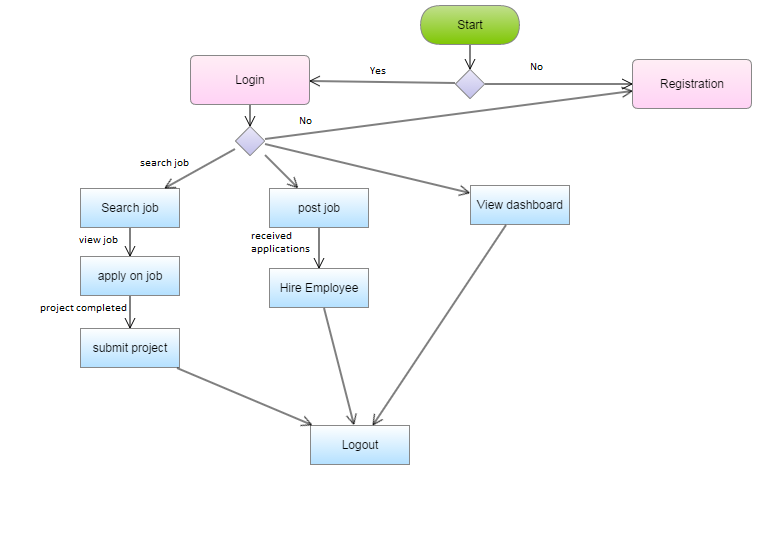 Start
Yes
No
Login
Registration
No
search job
Search job
post job
View dashboard
view job
received
applications
apply on job
Hire Employee
project completed
submit project
Logout